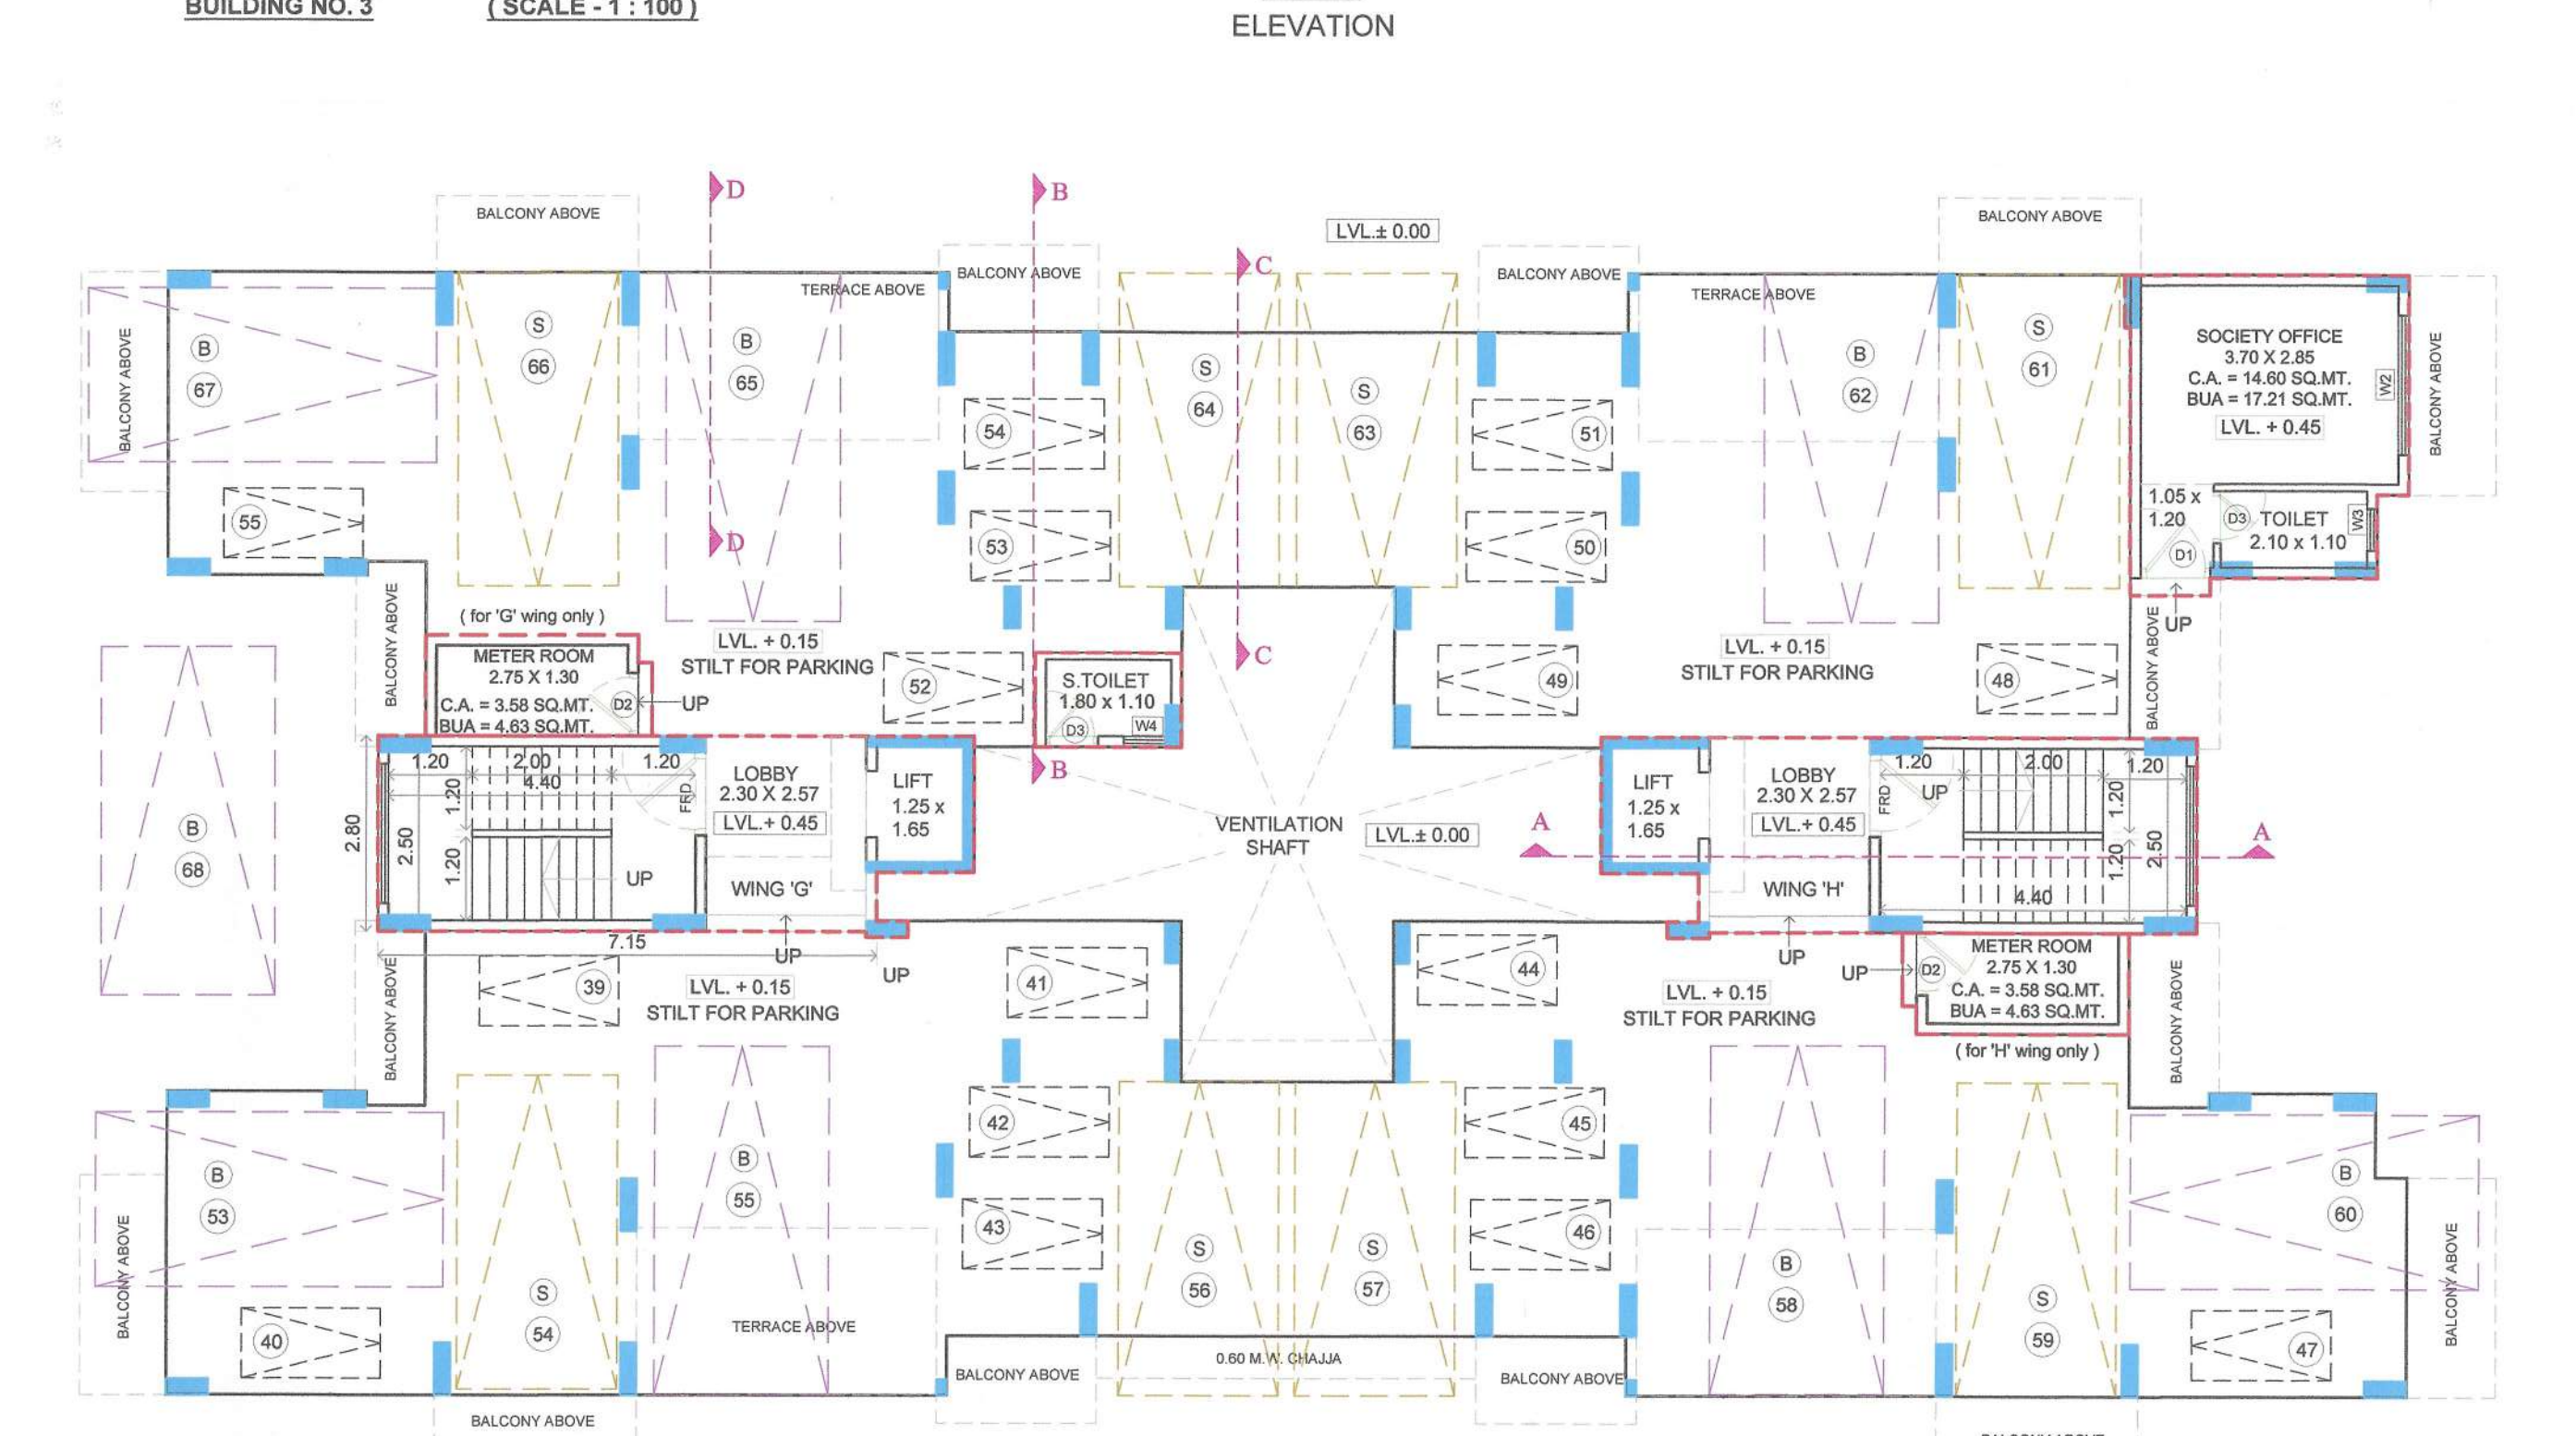 BUILDING NO. 3
( SCALE - 1 : 100 )
ELEVATION
D
B
BALCONY ABOVE
LVL.± 0.00
BALCONY ABOVE
C
BALCONY ABOVE
BALCONY ABOVE
TERRACE ABOVE
TERRACE ABOVE
BALCONY ABOVE
B
67
S
66
B
65
54
S
64
S
63
51
B
62
S
61
SOCIETY OFFICE
3.70 X 2.85
C.A. = 14.60 SQ.MT.
BUA = 17.21 SQ.MT.
LVL. + 0.45
W2
BALCONY ABOVE
55
D
53
50
1.05 x
1.20
D3
TOILET
2.10 x 1.10
W3
D1
UP
BALCONY ABOVE
( for 'G' wing only )
METER ROOM
2.75 X 1.30
C.A. = 3.58 SQ.MT.
BUA = 4.63 SQ.MT.
D2
UP
LVL. + 0.15
STILT FOR PARKING
52
S.TOILET
1.80 x 1.10
D3
W4
C
49
LVL. + 0.15
STILT FOR PARKING
48
BALCONY ABOVE
B
68
2.80
1.20
2.00
1.20
4.40
1.20
2.50
1.20
UP
FRD
LOBBY
2.30 X 2.57
LVL.+ 0.45
WING 'G'
LIFT
1.25 x
1.65
B
VENTILATION
SHAFT
LVL.± 0.00
A
LIFT
1.25 x
1.65
LOBBY
2.30 X 2.57
LVL.+ 0.45
WING 'H'
FRD
1.20
UP
2.00
1.20
1.20
2.50
1.20
4.40
A
7.15
UP
UP
BALCONY ABOVE
39
LVL. + 0.15
STILT FOR PARKING
41
44
LVL. + 0.15
STILT FOR PARKING
UP
UP
D2
METER ROOM
2.75 X 1.30
C.A. = 3.58 SQ.MT.
BUA = 4.63 SQ.MT.
( for 'H' wing only )
BALCONY ABOVE
B
53
B
55
42
45
B
60
BALCONY ABOVE
S
54
43
S
56
S
57
46
B
58
S
59
BALCONY ABOVE
40
TERRACE ABOVE
47
BALCONY ABOVE
0.60 M.W. CHAJJA
BALCONY ABOVE
BALCONY ABOVE